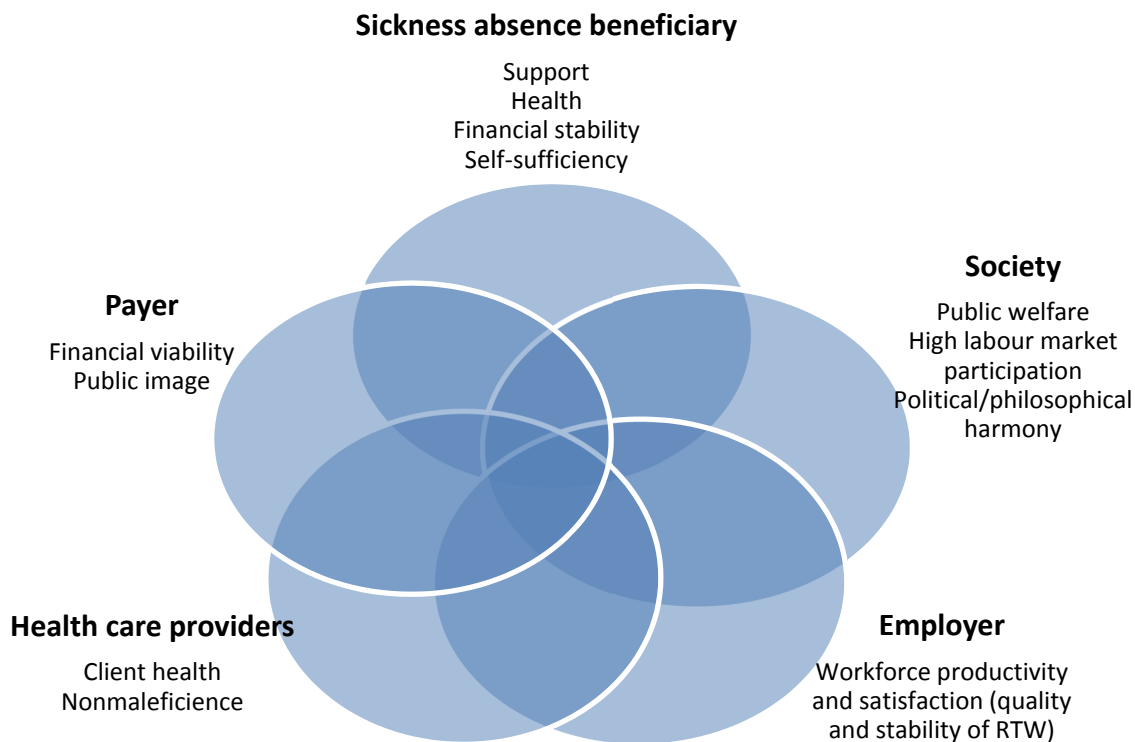 Sickness absence beneficiary
Support
Health
Financial stability
Self-sufficiency
Society
Public welfare
High labour market
participation
Political/philosophical
harmony
Payer
Financial viability
Public image
Health care providers
Client health
Nonmaleficience
Employer
Workforce productivity
and satisfaction (quality
and stability of RTW)